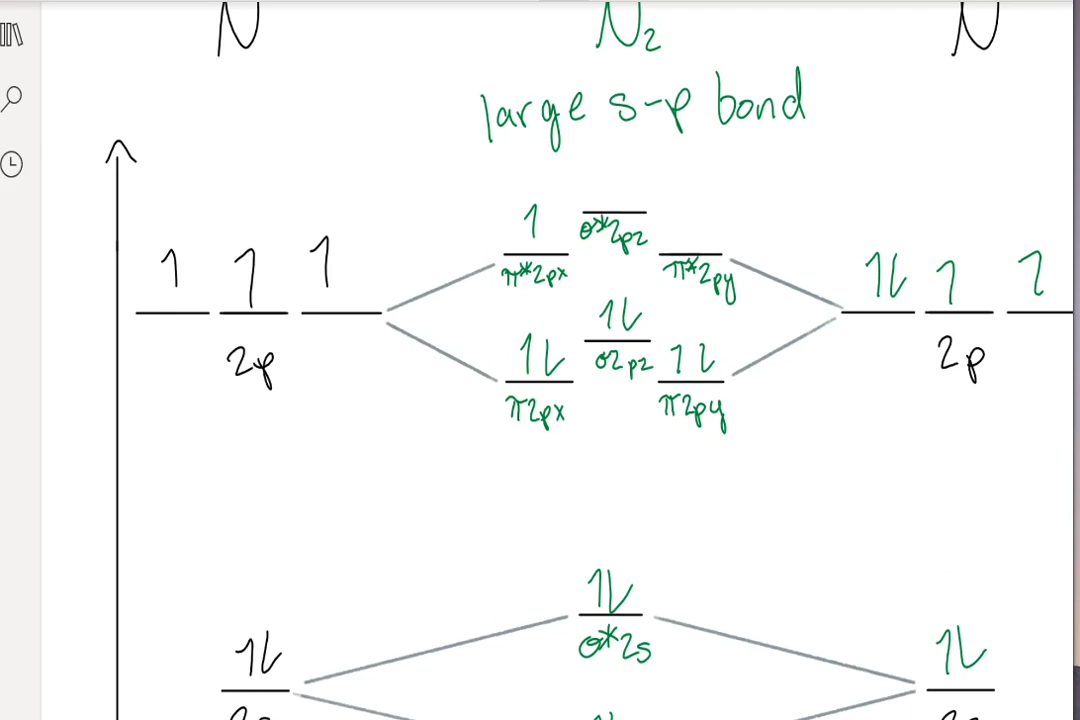 N N₂ N
large s-p bond
1 1 1 1 1L 1 1
σ*2pz
π*2px π*2py
1L
1L σ2pz 1L
2p 2p
π2px π2py
1L
σ*2s
1L 1L